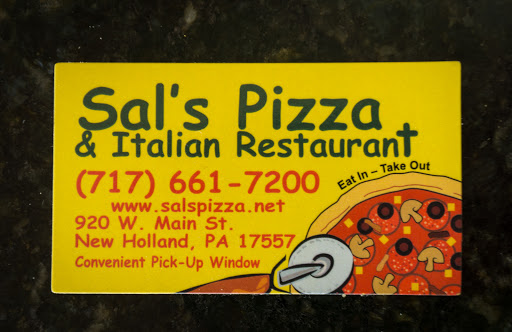 Sal's Pizza
& Italian Restaurant
(717) 661-7200
Eat In – Take Out
www.salspizza.net
920 W. Main St.
New Holland, PA 17557
Convenient Pick-Up Window